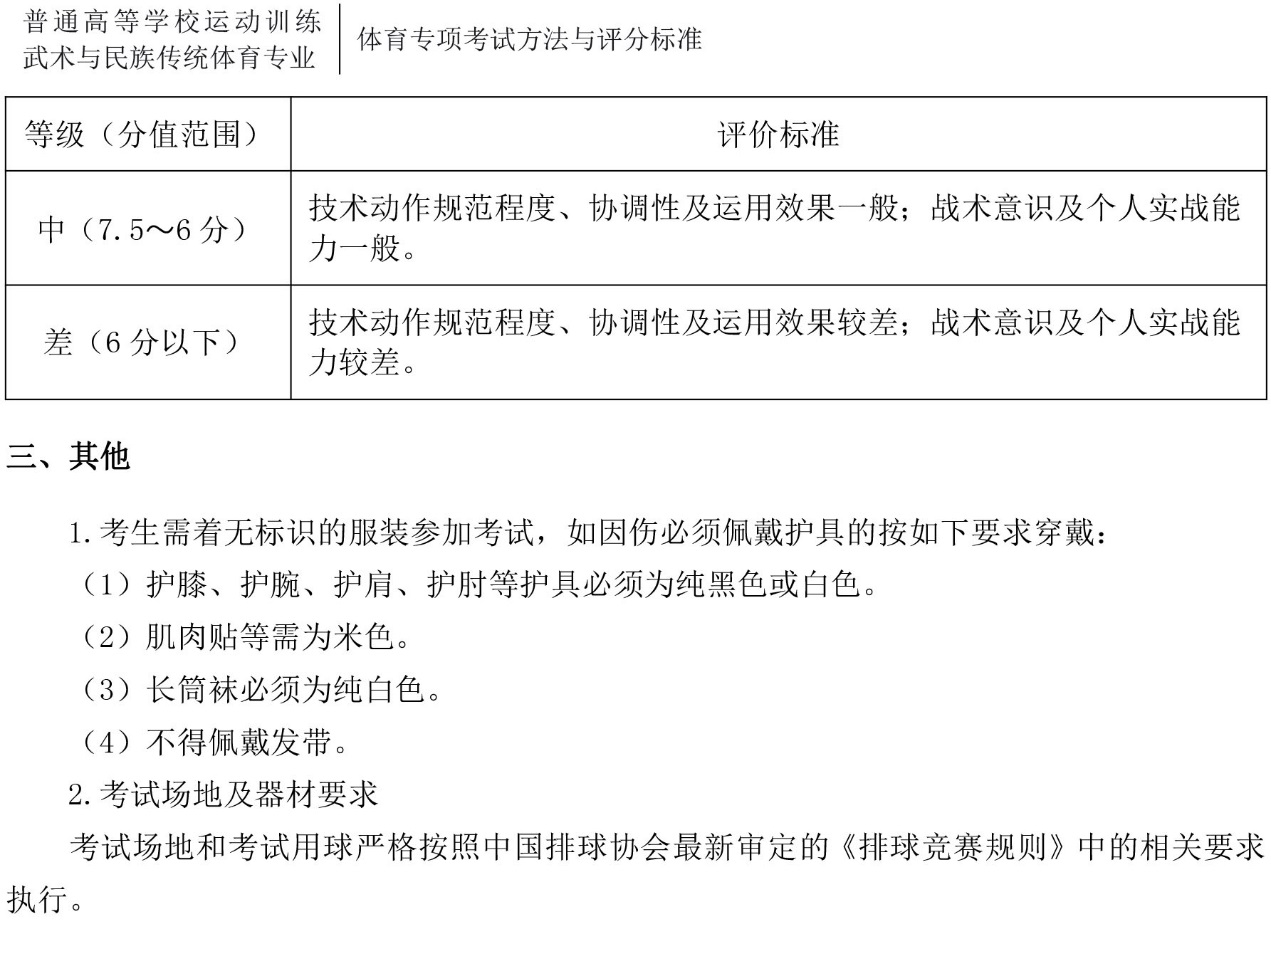 普通高等学校运动训练
武术与民族传统体育专业
体育专项考试方法与评分标准
等级（分值范围）
评价标准
中（7.5～6 分）
技术动作规范程度、协调性及运用效果一般；战术意识及个人实战能
力一般。
差（6 分以下）
技术动作规范程度、协调性及运用效果较差；战术意识及个人实战能
力较差。
三、其他
1.考生需着无标识的服装参加考试，如因伤必须佩戴护具的按如下要求穿戴：
（1）护膝、护腕、护肩、护肘等护具必须为纯黑色或白色。
（2）肌肉贴等需为米色。
（3）长筒袜必须为纯白色。
（4）不得佩戴发带。
2.考试场地及器材要求
考试场地和考试用球严格按照中国排球协会最新审定的《排球竞赛规则》中的相关要求
执行。